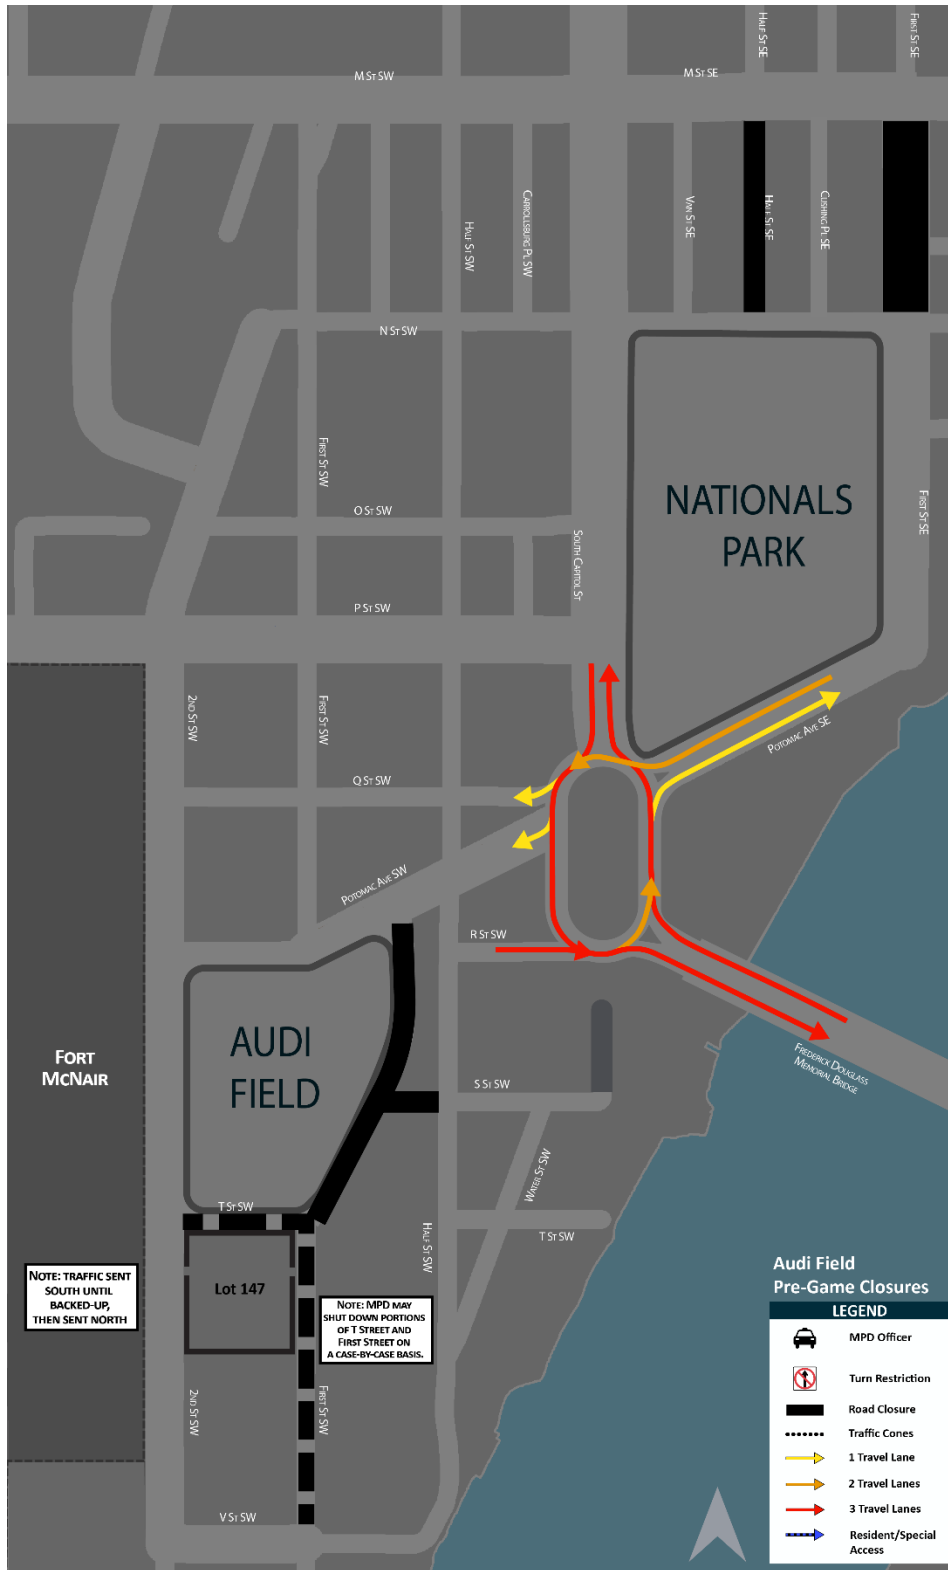 Half St SE
First St SE
M St SW
M St SE
Half St SW
Carrollsburg Pl SW
Van St SE
Half St SE
Cushing Pl SE
N St SW
First St SW
O St SW
South Capitol St
NATIONALS
PARK
First St SE
P St SW
2nd St SW
First St SW
Potomac Ave SE
Q St SW
Potomac Ave SW
R St SW
AUDI
FIELD
Fort
McNair
Frederick Douglass
Memorial Bridge
S St SW
Water St SW
T St SW
Half St SW
T St SW
Note: traffic sent
south until
backed-up,
then sent north
Lot 147
Note: MPD may
shut down portions
of T Street and
First Street on
a case-by-case basis.
2nd St SW
First St SW
V St SW
Audi Field
Pre-Game Closures
LEGEND
MPD Officer
Turn Restriction
Road Closure
Traffic Cones
1 Travel Lane
2 Travel Lanes
3 Travel Lanes
Resident/Special
Access